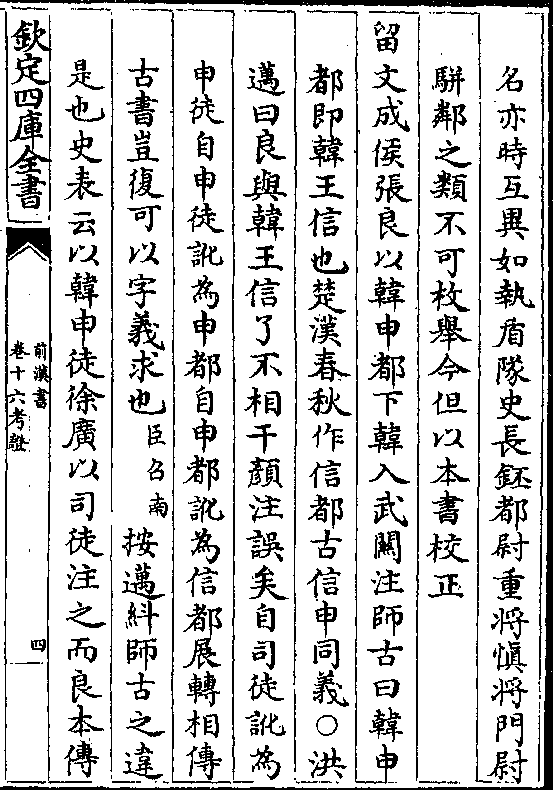 名亦時互異如執盾隊史長鈹都尉重將慎將門尉
駢鄰之類不可枚舉今但以本書校正
留文成侯張良以韓申都下韓入武關注師古曰韓申
都即韓王信也楚漢春秋作信都古信申同義○洪
邁曰良與韓王信了不相干顏注誤矣自司徒訛為
申徒自申徒訛為申都自申都訛為信都展轉相傳
古書豈復可以字義求也臣召南按邁糾師古之違
是也史表云以韓申徒徐廣以司徒注之而良本傳
欽定四庫全書
前漢書
卷十六考證
四